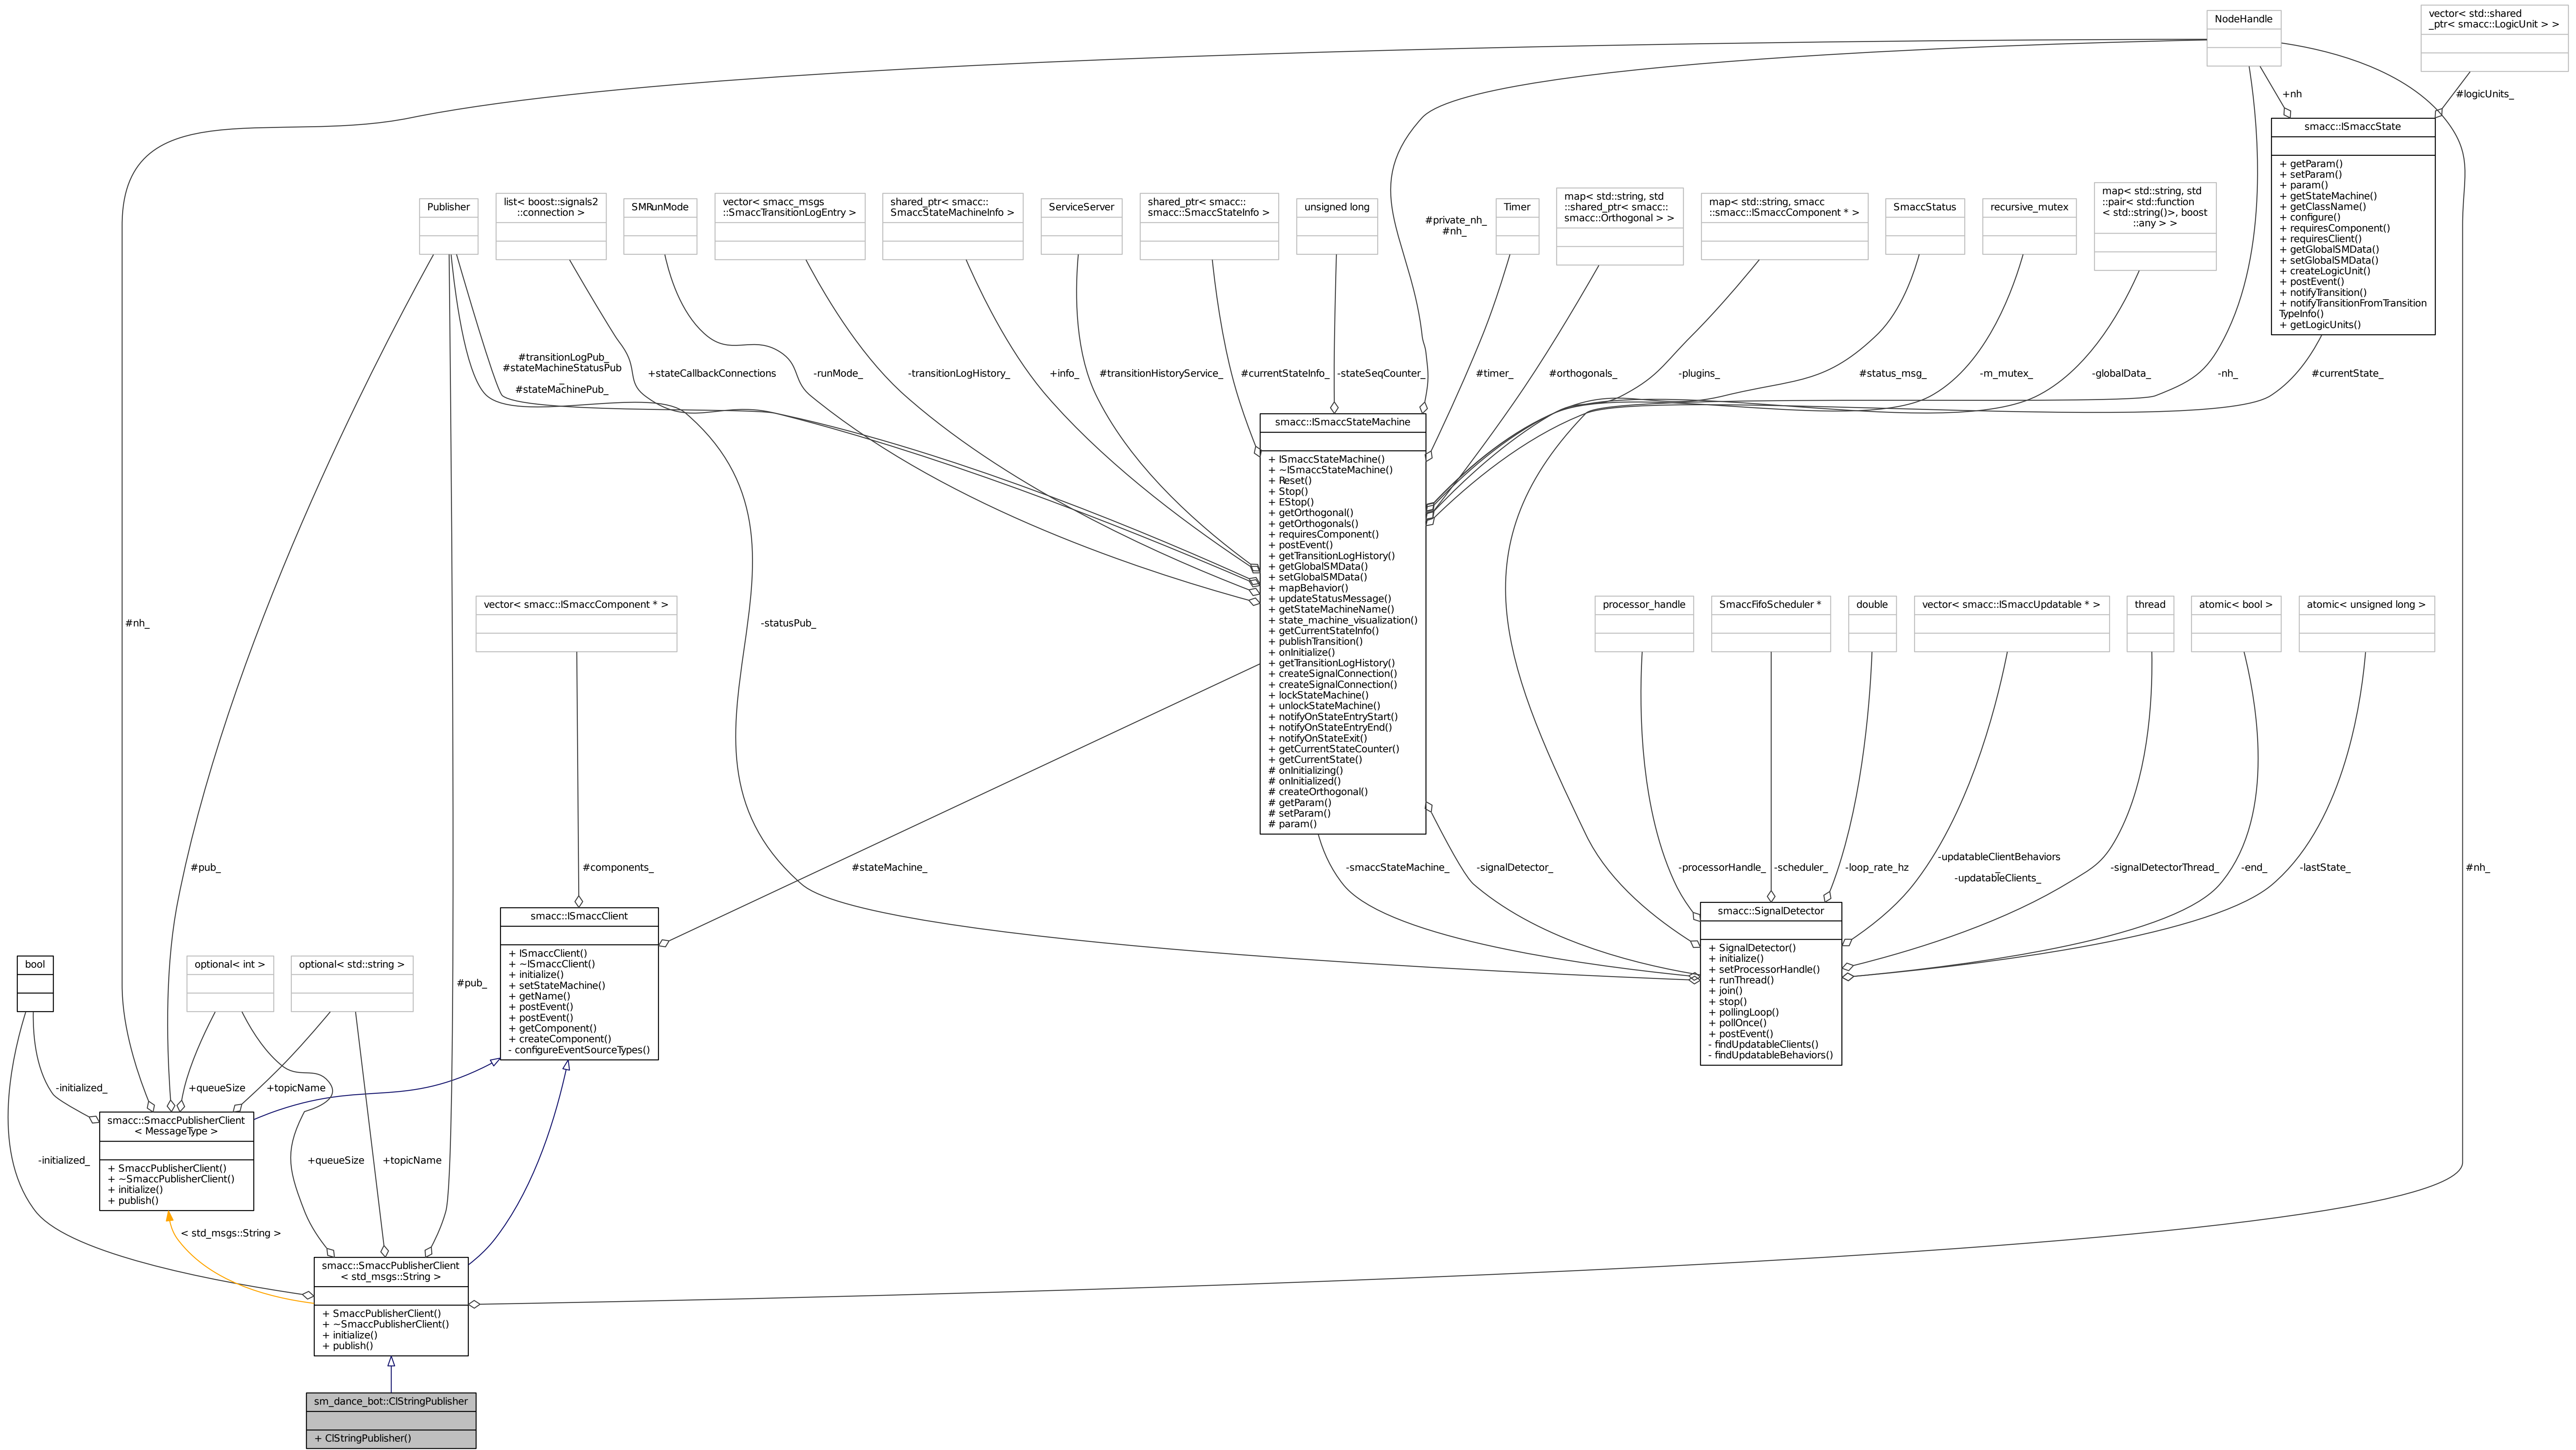 vector< std::shared
_ptr< smacc::LogicUnit > >
NodeHandle
+nh
#logicUnits_
smacc::ISmaccState
+ getParam()
+ setParam()
+ param()
+ getStateMachine()
+ getClassName()
+ configure()
+ requiresComponent()
+ requiresClient()
+ getGlobalSMData()
+ setGlobalSMData()
+ createLogicUnit()
+ postEvent()
+ notifyTransition()
+ notifyTransitionFromTransition
TypeInfo()
+ getLogicUnits()
Publisher
list< boost::signals2
::connection >
SMRunMode
vector< smacc_msgs
::SmaccTransitionLogEntry >
shared_ptr< smacc::
SmaccStateMachineInfo >
ServiceServer
shared_ptr< smacc::
smacc::SmaccStateInfo >
unsigned long
#private_nh_
#nh_
Timer
map< std::string, std
::shared_ptr< smacc::
smacc::Orthogonal > >
map< std::string, smacc
::smacc::ISmaccComponent * >
SmaccStatus
recursive_mutex
map< std::string, std
::pair< std::function
< std::string()>, boost
::any > >
#transitionLogPub_
#stateMachineStatusPub
_
#stateMachinePub_
+stateCallbackConnections
-runMode_
-transitionLogHistory_
+info_
#transitionHistoryService_
#currentStateInfo_
-stateSeqCounter_
#timer_
#orthogonals_
-plugins_
#status_msg_
-m_mutex_
-globalData_
-nh_
#currentState_
smacc::ISmaccStateMachine
+ ISmaccStateMachine()
+ ~ISmaccStateMachine()
+ Reset()
+ Stop()
+ EStop()
+ getOrthogonal()
+ getOrthogonals()
+ requiresComponent()
+ postEvent()
+ getTransitionLogHistory()
+ getGlobalSMData()
+ setGlobalSMData()
+ mapBehavior()
+ updateStatusMessage()
+ getStateMachineName()
+ state_machine_visualization()
+ getCurrentStateInfo()
+ publishTransition()
+ onInitialize()
+ getTransitionLogHistory()
+ createSignalConnection()
+ createSignalConnection()
+ lockStateMachine()
+ unlockStateMachine()
+ notifyOnStateEntryStart()
+ notifyOnStateEntryEnd()
+ notifyOnStateExit()
+ getCurrentStateCounter()
+ getCurrentState()
# onInitializing()
# onInitialized()
# createOrthogonal()
# getParam()
# setParam()
# param()
#nh_
vector< smacc::ISmaccComponent * >
-statusPub_
processor_handle
SmaccFifoScheduler *
double
vector< smacc::ISmaccUpdatable * >
thread
atomic< bool >
atomic< unsigned long >
#pub_
#components_
#stateMachine_
-smaccStateMachine_
-signalDetector_
-processorHandle_
-scheduler_
-loop_rate_hz
-updatableClientBehaviors
_
-updatableClients_
-signalDetectorThread_
-end_
-lastState_
#nh_
smacc::ISmaccClient
+ ISmaccClient()
+ ~ISmaccClient()
+ initialize()
+ setStateMachine()
+ getName()
+ postEvent()
+ postEvent()
+ getComponent()
+ createComponent()
- configureEventSourceTypes()
smacc::SignalDetector
+ SignalDetector()
+ initialize()
+ setProcessorHandle()
+ runThread()
+ join()
+ stop()
+ pollingLoop()
+ pollOnce()
+ postEvent()
- findUpdatableClients()
- findUpdatableBehaviors()
bool
optional< int >
optional< std::string >
#pub_
-initialized_
+queueSize
+topicName
smacc::SmaccPublisherClient
< MessageType >
+ SmaccPublisherClient()
+ ~SmaccPublisherClient()
+ initialize()
+ publish()
-initialized_
+queueSize
+topicName
< std_msgs::String >
smacc::SmaccPublisherClient
< std_msgs::String >
+ SmaccPublisherClient()
+ ~SmaccPublisherClient()
+ initialize()
+ publish()
sm_dance_bot::ClStringPublisher
+ ClStringPublisher()